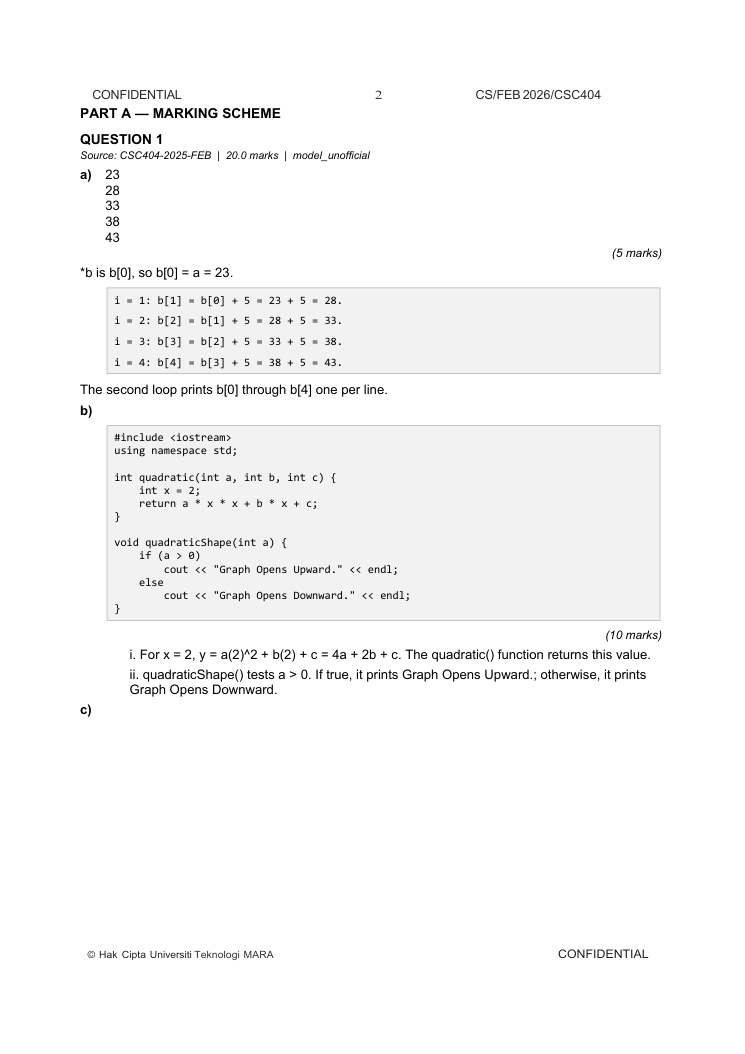 CONFIDENTIAL 2 CS/FEB 2026/CSC404
PART A — MARKING SCHEME
QUESTION 1
Source: CSC404-2025-FEB | 20.0 marks | model_unofficial
a) 23
28
33
38
43
(5 marks)
*b is b[0], so b[0] = a = 23.
i = 1: b[1] = b[0] + 5 = 23 + 5 = 28.
i = 2: b[2] = b[1] + 5 = 28 + 5 = 33.
i = 3: b[3] = b[2] + 5 = 33 + 5 = 38.
i = 4: b[4] = b[3] + 5 = 38 + 5 = 43.
The second loop prints b[0] through b[4] one per line.
b)
#include <iostream>
using namespace std;
int quadratic(int a, int b, int c) {
    int x = 2;
    return a * x * x + b * x + c;
}
void quadraticShape(int a) {
    if (a > 0)
        cout << "Graph Opens Upward." << endl;
    else
        cout << "Graph Opens Downward." << endl;
}
(10 marks)
i. For x = 2, y = a(2)^2 + b(2) + c = 4a + 2b + c. The quadratic() function returns this value.
ii. quadraticShape() tests a > 0. If true, it prints Graph Opens Upward.; otherwise, it prints
Graph Opens Downward.
c)
© Hak Cipta Universiti Teknologi MARA CONFIDENTIAL